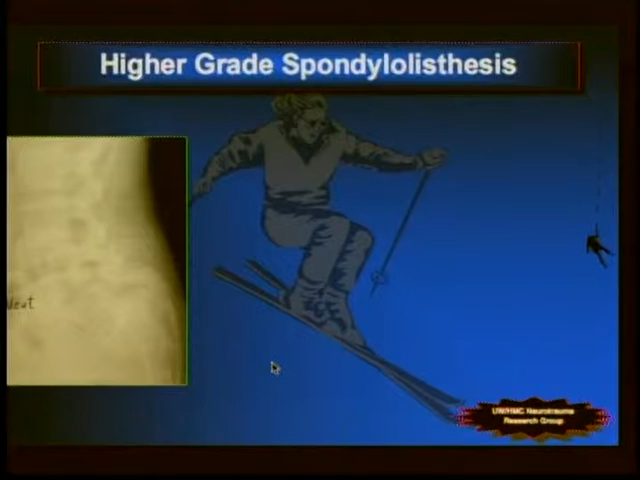 Higher Grade Spondylolisthesis
UW/HMC Neurotrauma
Research Group